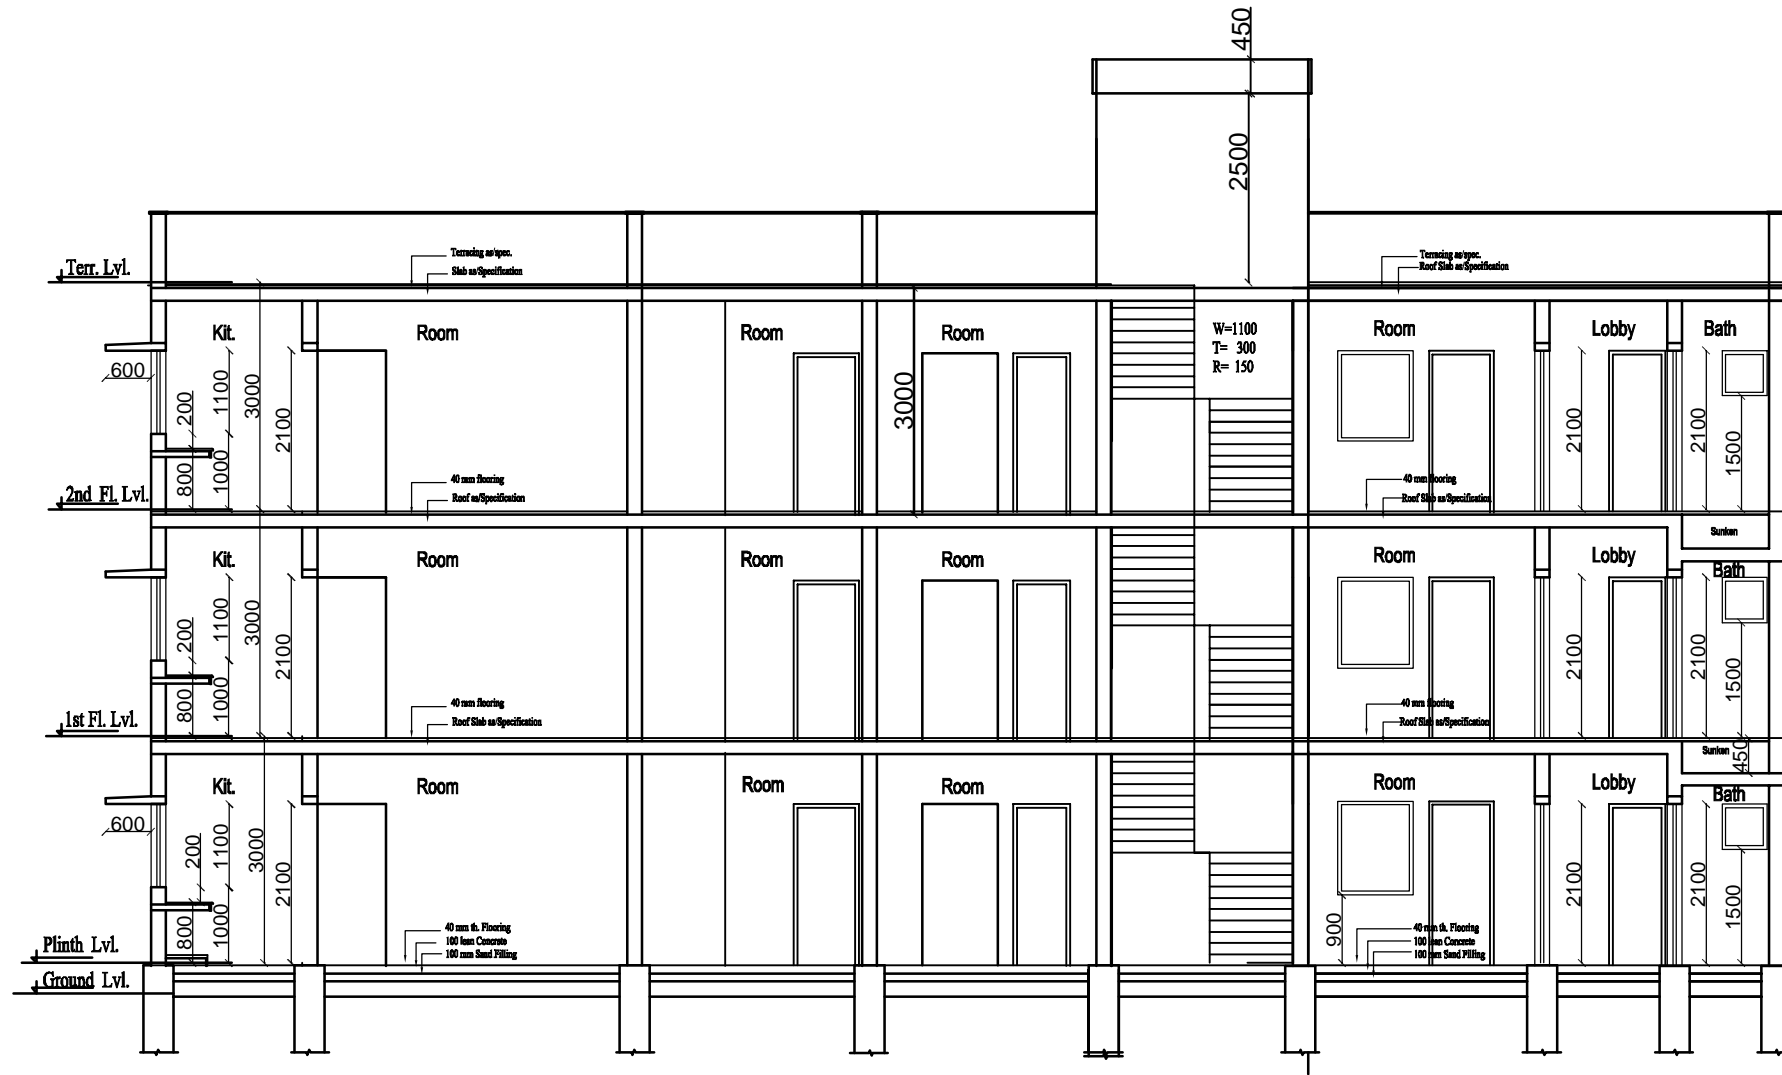 450
2500
Terr. Lvl.
Terracing as/spec.
Slab as/Specification
Terracing as/spec.
Roof Slab as/Specification
Kit.
Room
Room
Room
W=1100
T= 300
R= 150
Room
Lobby
Bath
600
200
1100
3000
2100
3000
2100
2100
1500
800
1000
40 mm flooring
Roof as/Specification
40 mm flooring
Roof Slab as/Specification
2nd Fl. Lvl.
Sunken
Kit.
Room
Room
Room
Room
Lobby
Bath
200
1100
3000
2100
2100
2100
1500
800
1000
40 mm flooring
Roof Slab as/Specification
40 mm flooring
Roof Slab as/Specification
1st Fl. Lvl.
Sunken
450
Kit.
Room
Room
Room
Room
Lobby
Bath
600
200
1100
3000
2100
2100
2100
1500
800
1000
900
40 mm th. Flooring
100 lean Concrete
100 mm Sand Filling
40 mm th. Flooring
100 lean Concrete
100 mm Sand Filling
Plinth Lvl.
Ground Lvl.